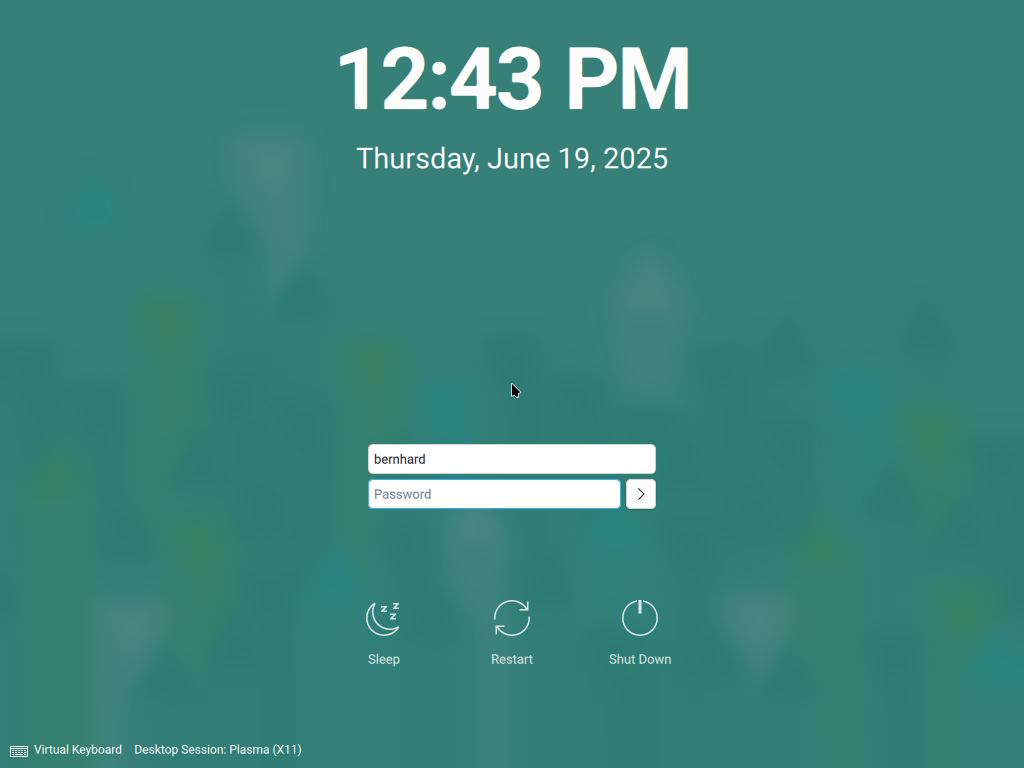 12:43 PM
Thursday, June 19, 2025
bernhard
Password
Sleep
Restart
Shut Down
Virtual Keyboard
Desktop Session: Plasma (X11)